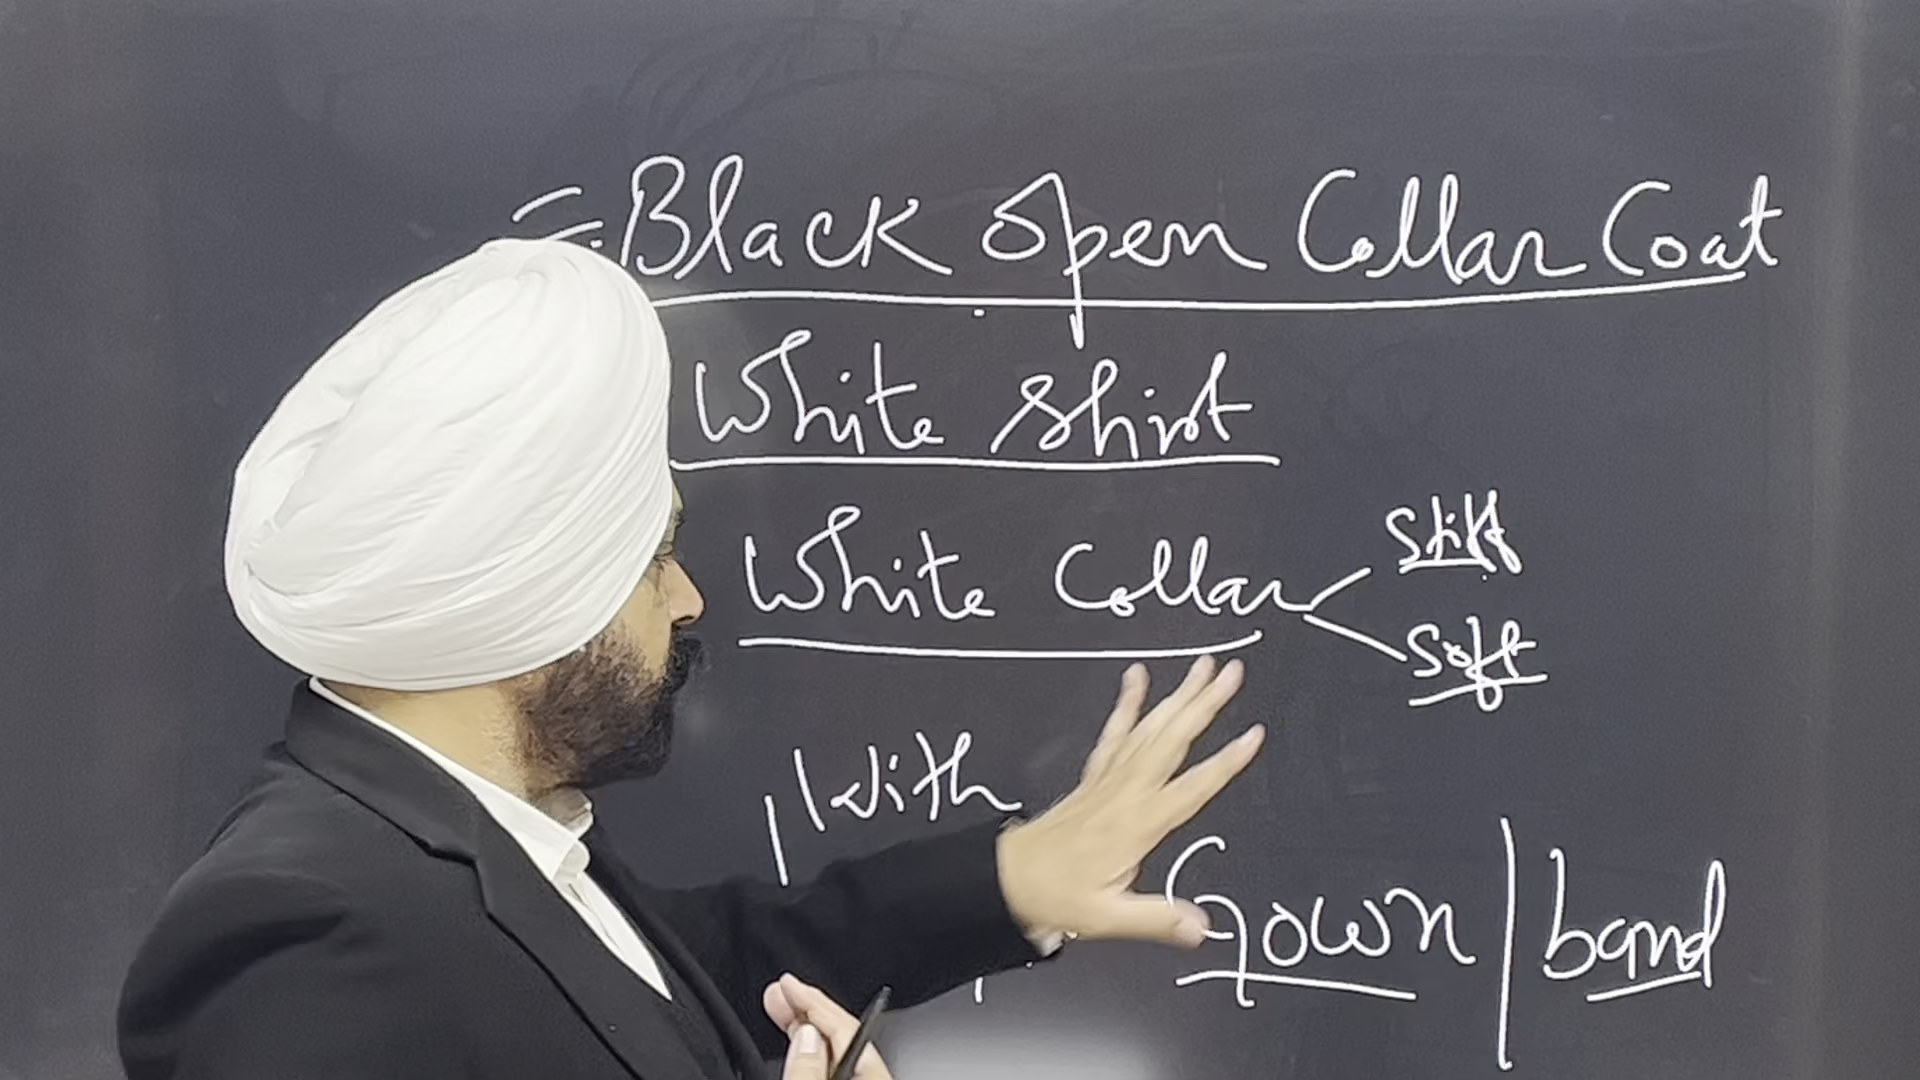 = Black Open Collar Coat
White Shirt
White Collar
Stiff
Soft
With
Gown | band